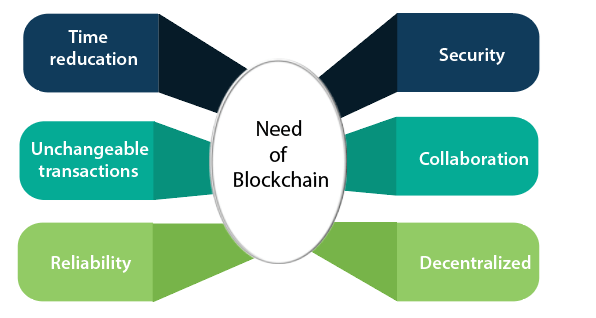 Time
reducation
Security
Need
of
Blockchain
Unchangeable
transactions
Collaboration
Reliability
Decentralized